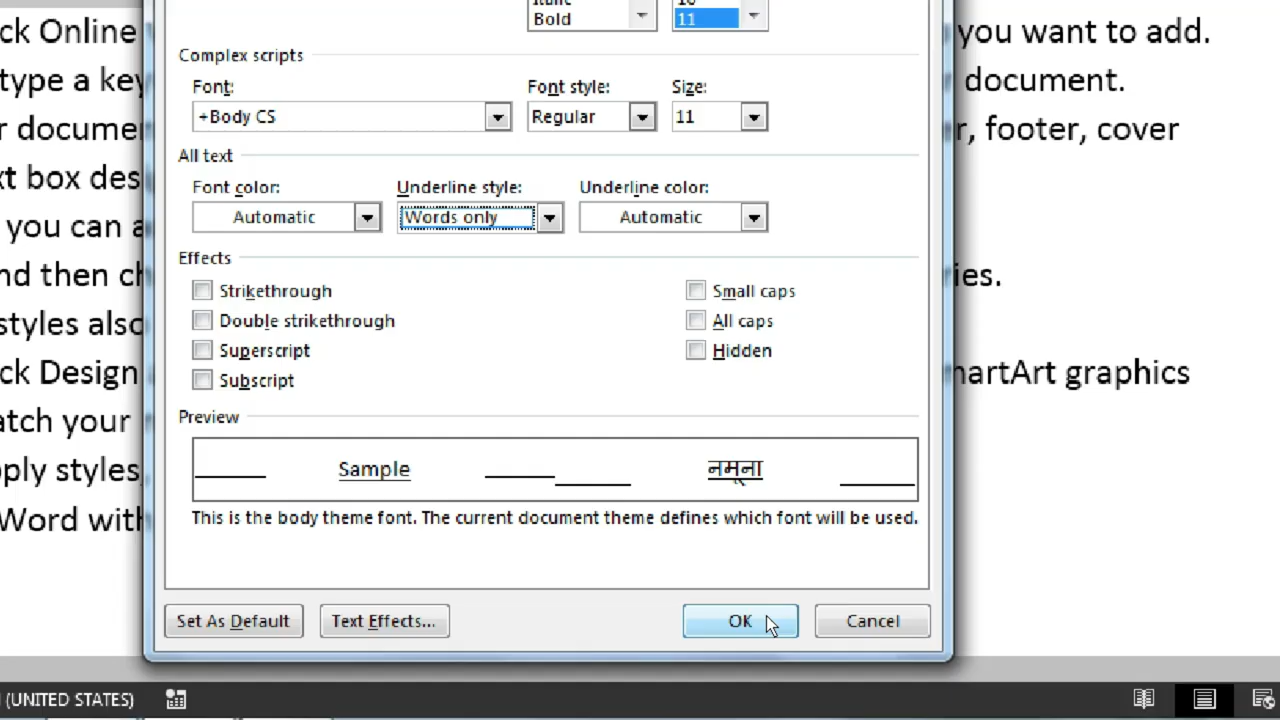 ck Online you want to add.
type a key document.
r docume r, footer, cover
xt box des
you can a
nd then ch ries.
styles also
ck Design martArt graphics
atch your
ply styles,
Word with
Bold 11
Complex scripts
Font: Font style: Size:
+Body CS Regular 11
All text
Font color: Underline style: Underline color:
Automatic Words only Automatic
Effects
Strikethrough Small caps
Double strikethrough All caps
Superscript Hidden
Subscript
Preview
Sample नमूना
This is the body theme font. The current document theme defines which font will be used.
Set As Default Text Effects... OK Cancel
(UNITED STATES)